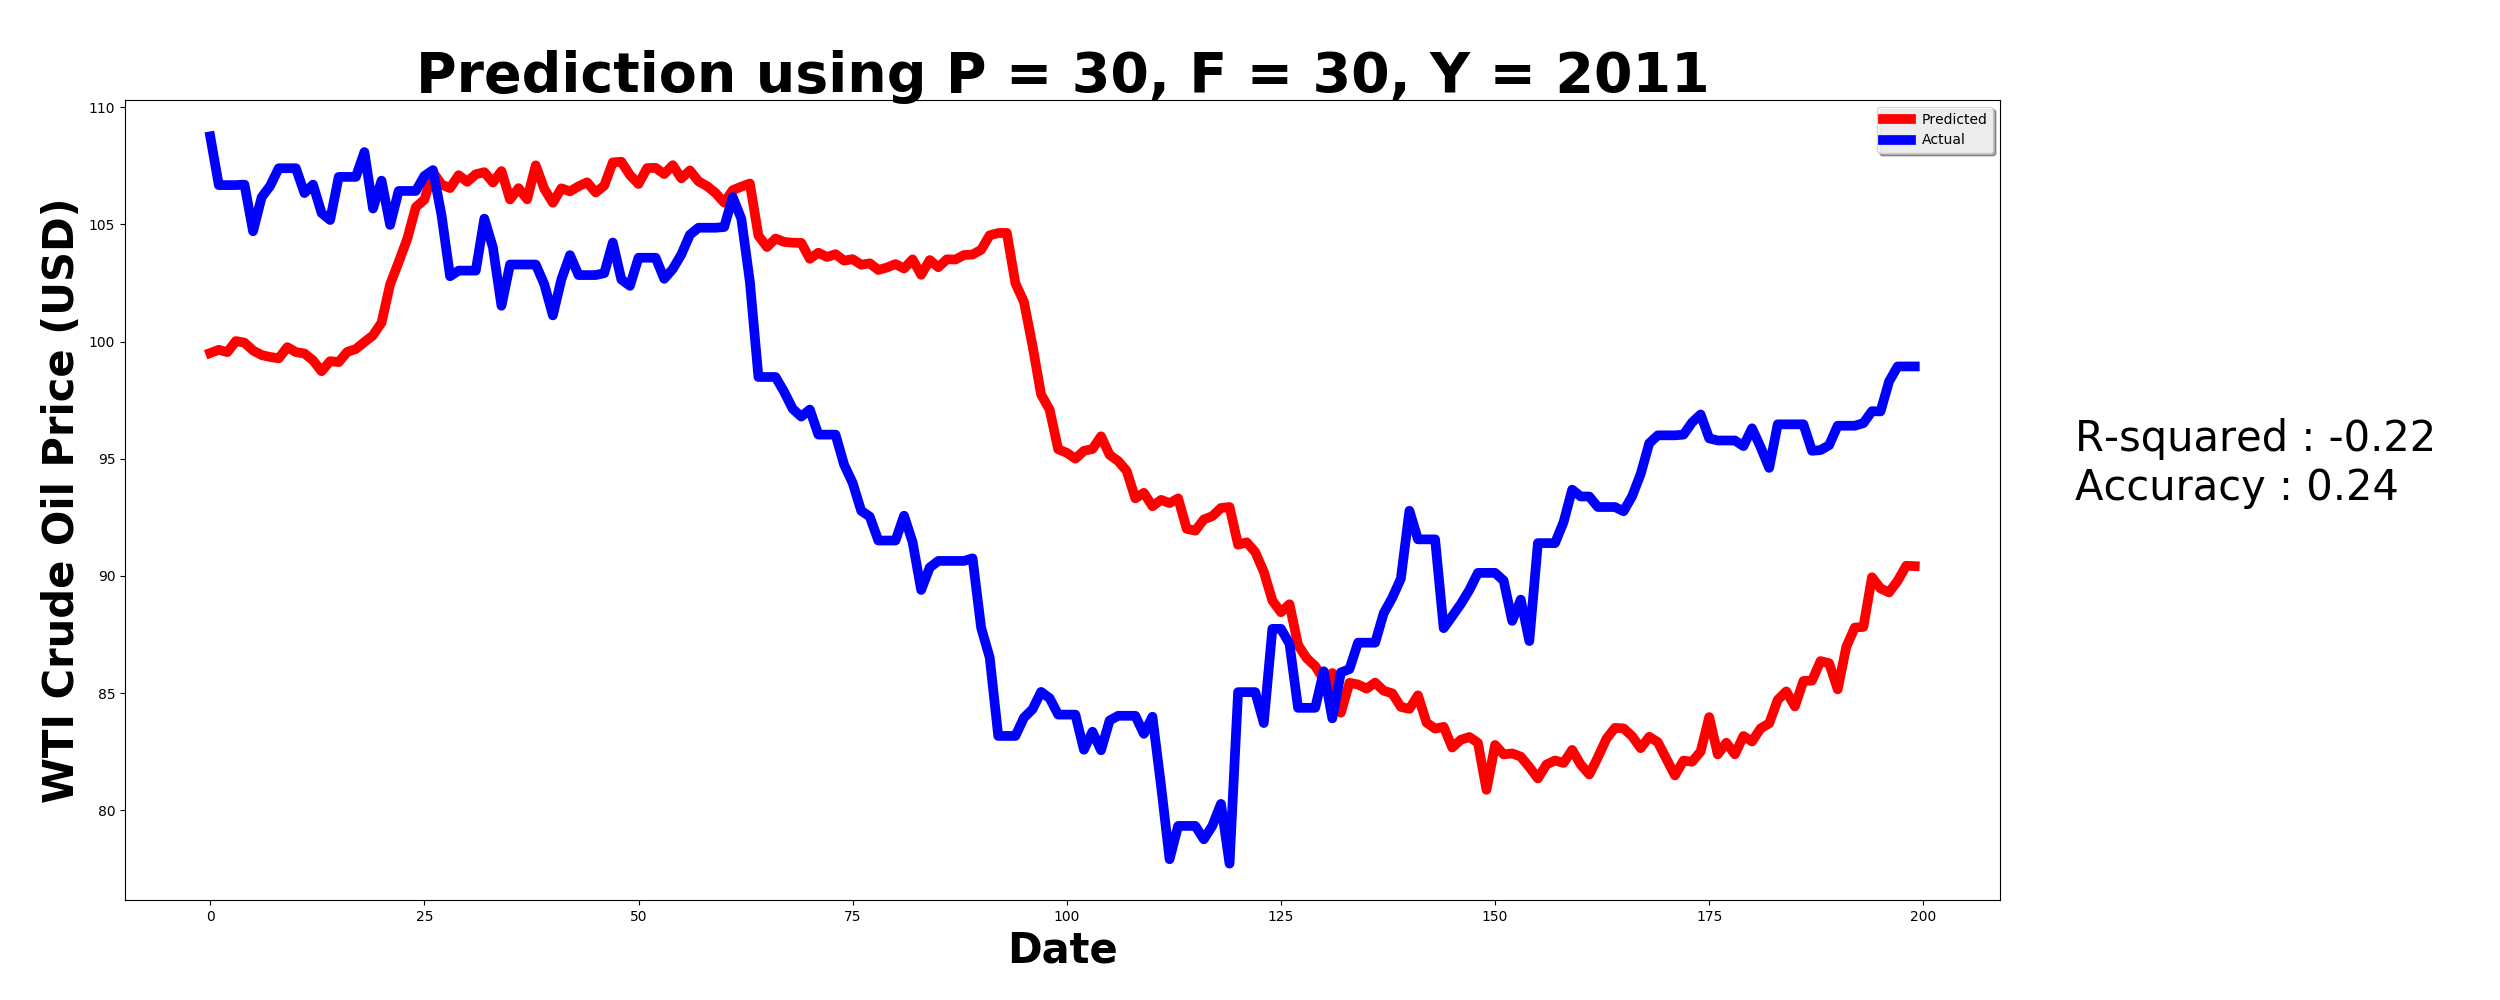 Prediction using P = 30, F = 30, Y = 2011
Predicted
Actual
WTI Crude Oil Price (USD)
110
105
100
95
90
85
80
0 25 50 75 100 125 150 175 200
Date
R-squared : -0.22
Accuracy : 0.24